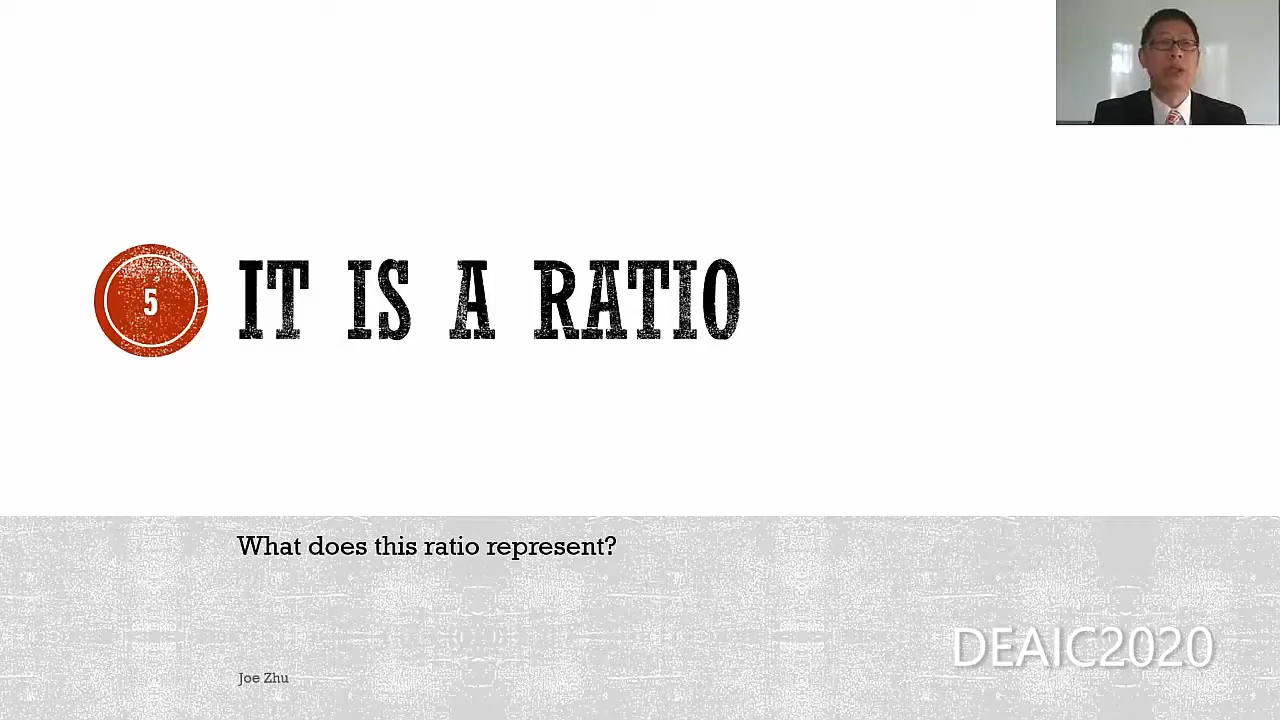 5
IT IS A RATIO
What does this ratio represent?
DEAIC2020
Joe Zhu